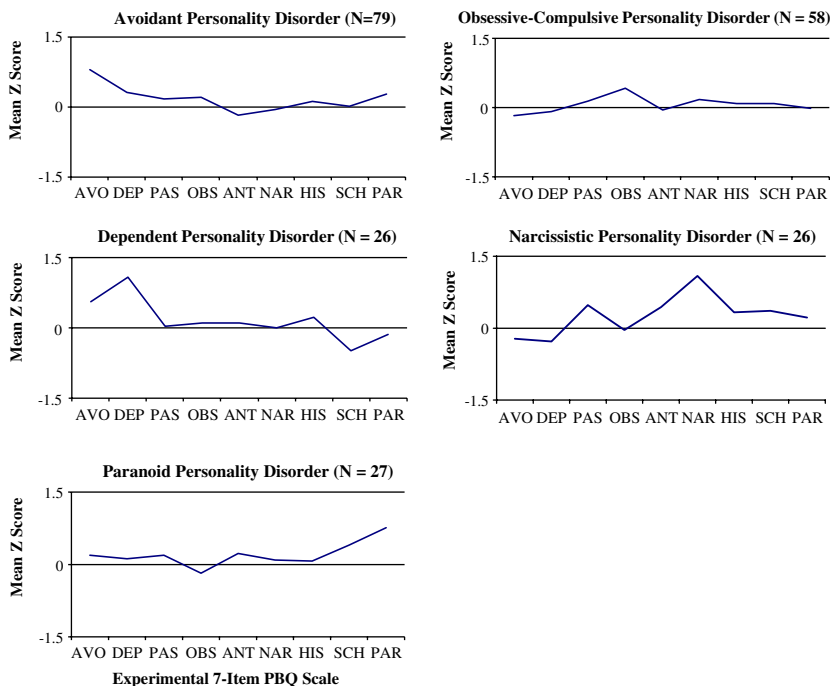 Avoidant Personality Disorder (N=79)
Mean Z Score
1.5
0
-1.5
AVO DEP PAS OBS ANT NAR HIS SCH PAR
Obsessive-Compulsive Personality Disorder (N = 58)
Mean Z Score
1.5
0
-1.5
AVO DEP PAS OBS ANT NAR HIS SCH PAR
Dependent Personality Disorder (N = 26)
Mean Z Score
1.5
0
-1.5
AVO DEP PAS OBS ANT NAR HIS SCH PAR
Narcissistic Personality Disorder (N = 26)
Mean Z Score
1.5
0
-1.5
AVO DEP PAS OBS ANT NAR HIS SCH PAR
Paranoid Personality Disorder (N = 27)
Mean Z Score
1.5
0
-1.5
AVO DEP PAS OBS ANT NAR HIS SCH PAR
Experimental 7-Item PBQ Scale